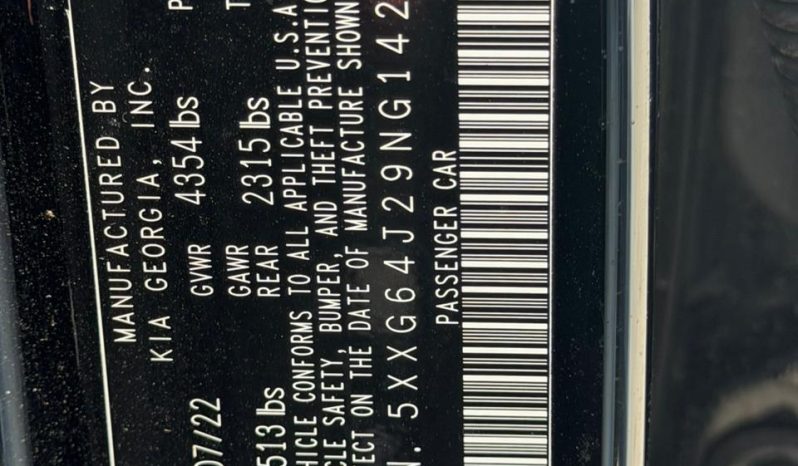 MANUFACTURED BY
KIA GEORGIA, INC.
07/22 GVWR 4354 lbs
GAWR
513 lbs REAR 2315 lbs
HICLE CONFORMS TO ALL APPLICABLE U.S.A
CLE SAFETY, BUMPER, AND THEFT PREVENTIO
ECT ON THE DATE OF MANUFACTURE SHOWN
N. 5XXG64J29NG142
PASSENGER CAR